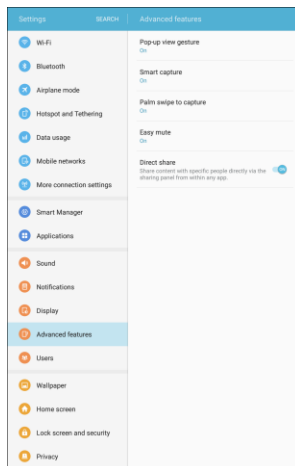 Settings
SEARCH
Wi-Fi
Bluetooth
Airplane mode
Hotspot and Tethering
Data usage
Mobile networks
More connection settings
Smart Manager
Applications
Sound
Notifications
Display
Advanced features
Users
Wallpaper
Home screen
Lock screen and security
Privacy
Advanced features
Pop-up view gesture
On
Smart capture
On
Palm swipe to capture
On
Easy mute
On
Direct share
Share content with specific people directly via the
sharing panel from within any app.
ON